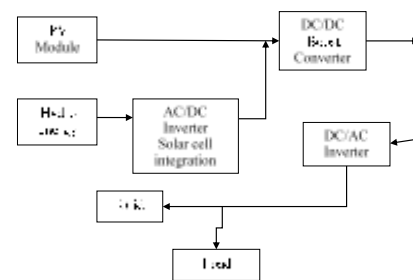 PV
Module
DC/DC
Boost
Converter
AC/DC
Inverter
Solar cell
integration
DC/AC
Inverter
Load